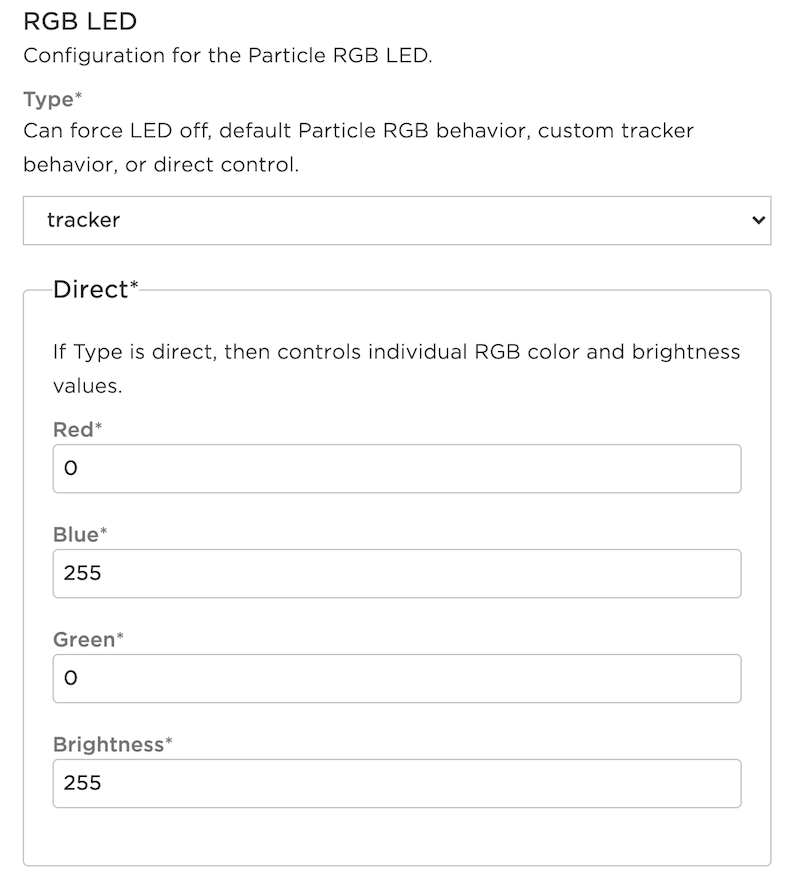 RGB LED
Configuration for the Particle RGB LED.
Type*
Can force LED off, default Particle RGB behavior, custom tracker
behavior, or direct control.
tracker
Direct*
If Type is direct, then controls individual RGB color and brightness
values.
Red*
0
Blue*
255
Green*
0
Brightness*
255